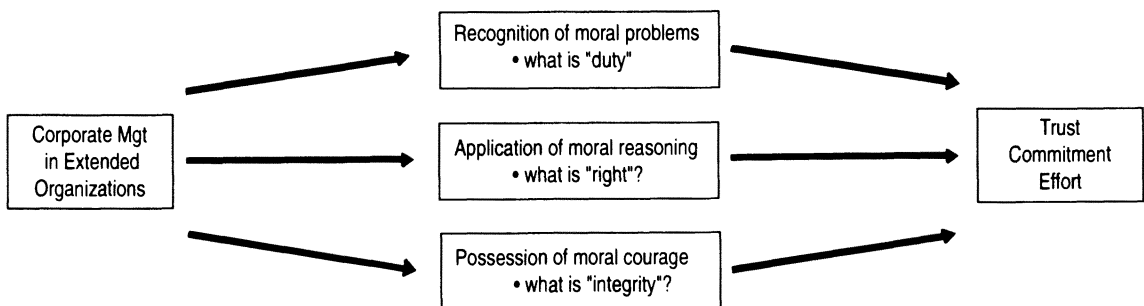 Corporate Mgt
in Extended
Organizations
Recognition of moral problems
• what is "duty"
Application of moral reasoning
• what is "right"?
Possession of moral courage
• what is "integrity"?
Trust
Commitment
Effort